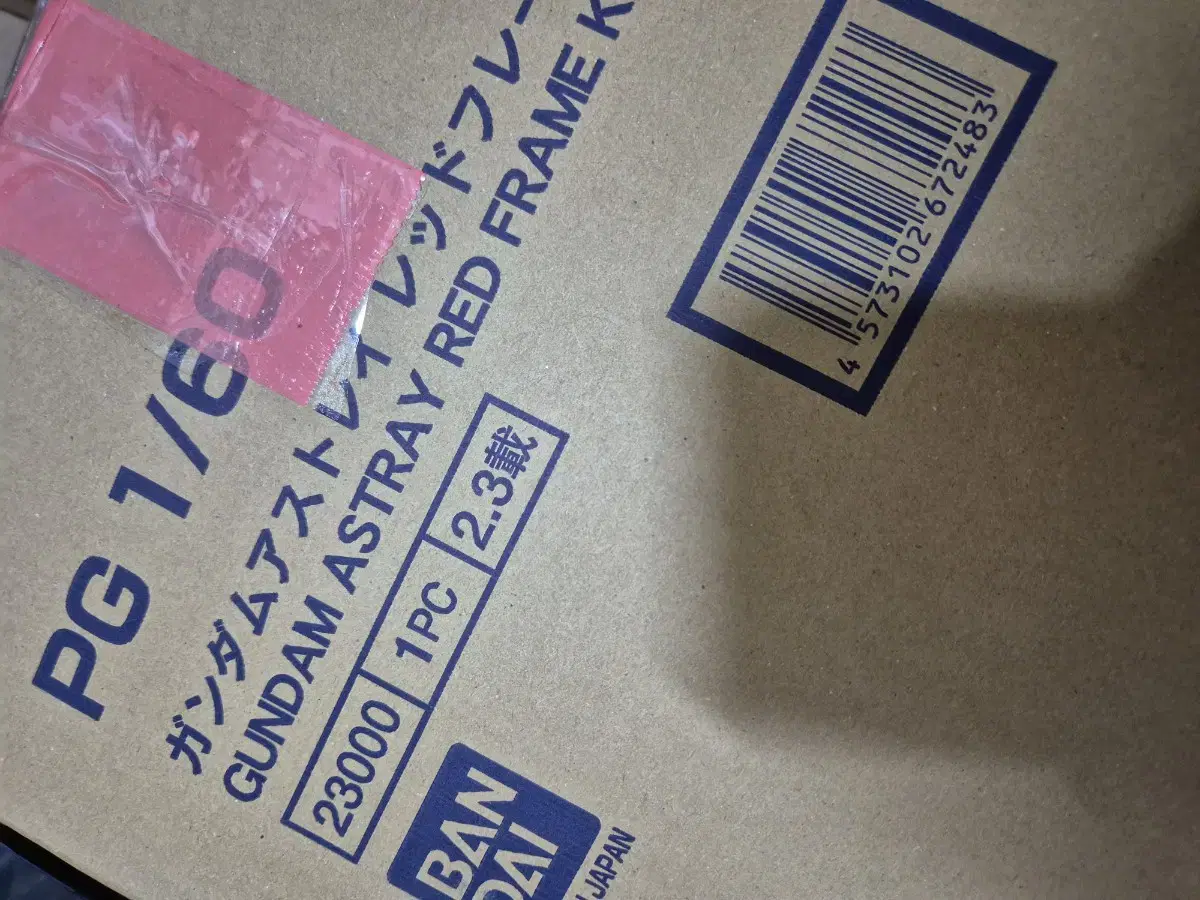 PG 1/60
ガンダムアストレイ レッドフレー
GUNDAM ASTRAY RED FRAME K
23000 1PC 2.3載
BANDAI
JAPAN
4 573102 672483